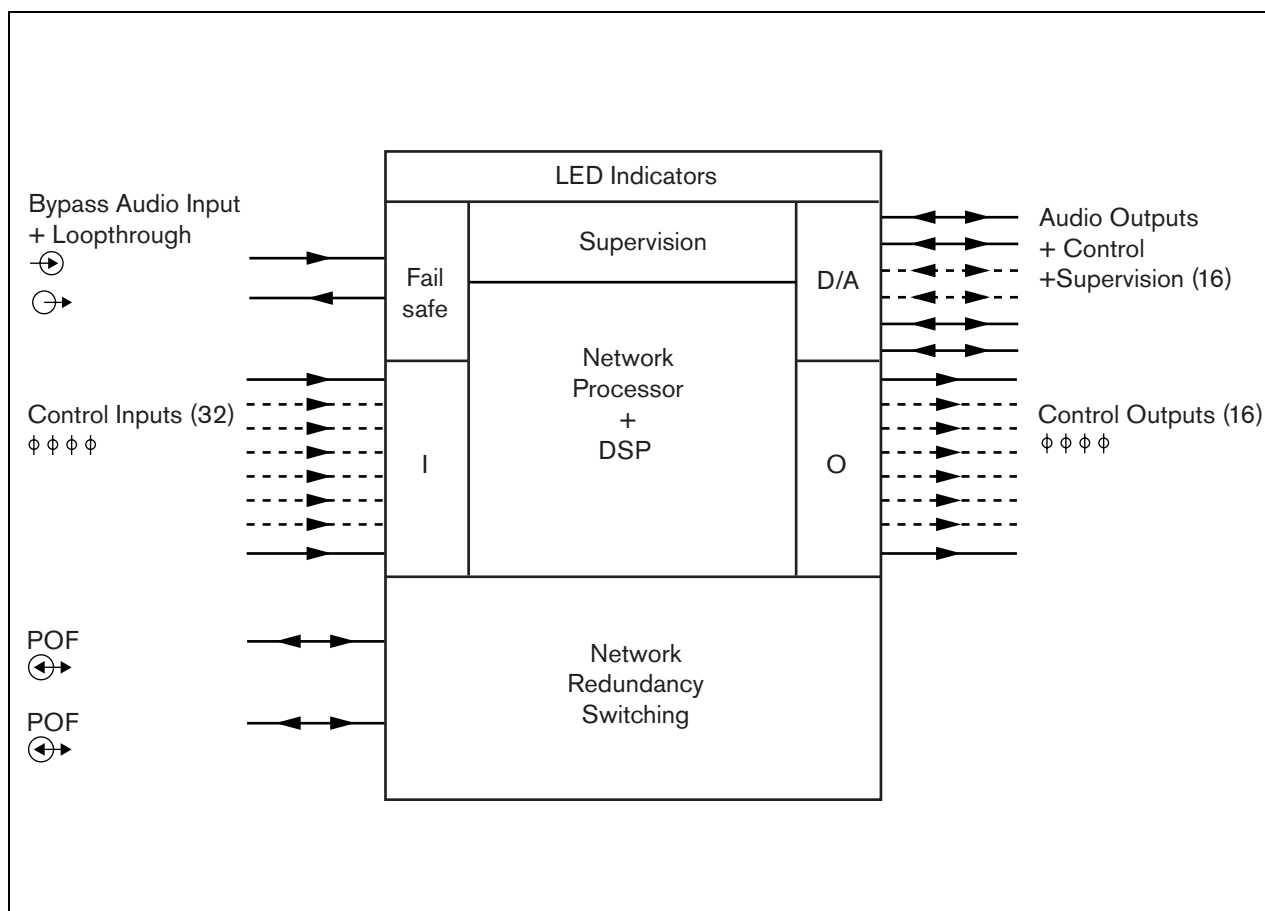 LED Indicators
Bypass Audio Input
+ Loopthrough
Fail
safe
Supervision
D/A
Audio Outputs
+ Control
+Supervision (16)
Network
Processor
+
DSP
Control Inputs (32)
I
O
Control Outputs (16)
POF
POF
Network
Redundancy
Switching